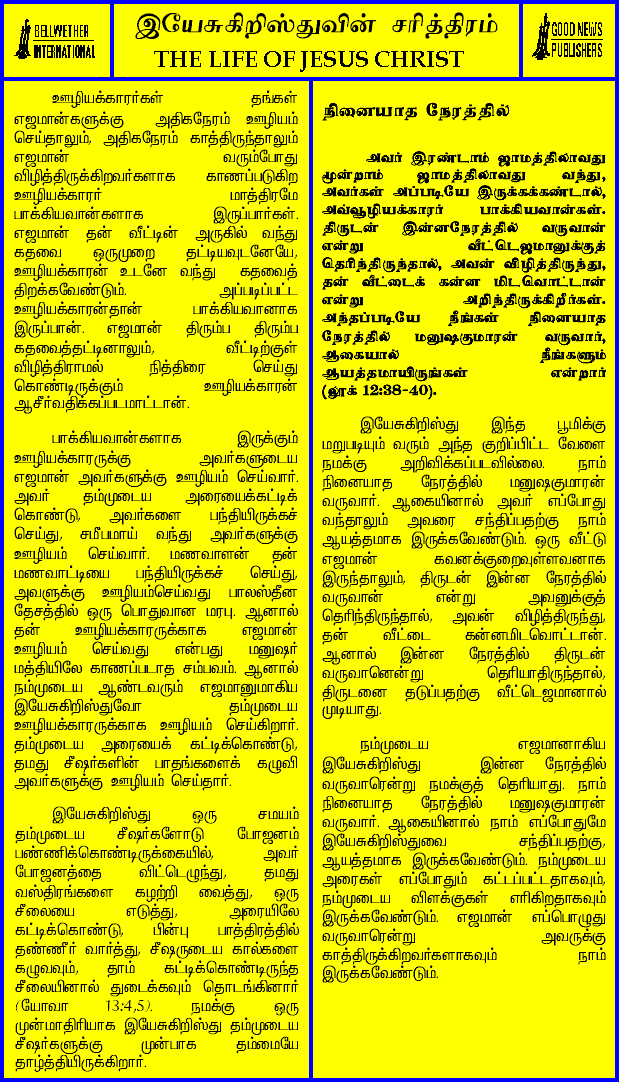 BELLWETHER
INTERNATIONAL
இயேசுகிறிஸ்துவின் சரித்திரம்
THE LIFE OF JESUS CHRIST
GOOD NEWS
PUBLISHERS
ஊழியக்காரர்கள் தங்கள்
எஜமான்களுக்கு அதிகநேரம் ஊழியம்
செய்தாலும், அதிகநேரம் காத்திருந்தாலும்
எஜமான் வரும்போது
விழித்திருக்கிறவர்களாக காணப்படுகிற
ஊழியக்காரர் மாத்திரமே
பாக்கியவான்களாக இருப்பார்கள்.
எஜமான் தன் வீட்டின் அருகில் வந்து
கதவை ஒருமுறை தட்டியவுடனேயே,
ஊழியக்காரன் உடனே வந்து கதவைத்
திறக்கவேண்டும். அப்படிப்பட்ட
ஊழியக்காரன்தான் பாக்கியவானாக
இருப்பான். எஜமான் திரும்ப திரும்ப
கதவைத்தட்டினாலும், வீட்டிற்குள்
விழித்திராமல் நித்திரை செய்து
கொண்டிருக்கும் ஊழியக்காரன்
ஆசீர்வதிக்கப்படமாட்டான்.
பாக்கியவான்களாக இருக்கும்
ஊழியக்காரருக்கு அவர்களுடைய
எஜமான் அவர்களுக்கு ஊழியம் செய்வார்.
அவர் தம்முடைய அரையைக்கட்டிக்
கொண்டு, அவர்களை பந்தியிருக்கச்
செய்து, சமீபமாய் வந்து அவர்களுக்கு
ஊழியம் செய்வார். மணவாளன் தன்
மணவாட்டியை பந்தியிருக்கச் செய்து,
அவளுக்கு ஊழியம்செய்வது பாலஸ்தீன
தேசத்தில் ஒரு பொதுவான மரபு. ஆனால்
தன் ஊழியக்காரருக்காக எஜமான்
ஊழியம் செய்வது என்பது மனுஷர்
மத்தியிலே காணப்படாத சம்பவம். ஆனால்
நம்முடைய ஆண்டவரும் எஜமானுமாகிய
இயேசுகிறிஸ்துவோ தம்முடைய
ஊழியக்காரருக்காக ஊழியம் செய்கிறார்.
தம்முடைய அரையைக் கட்டிக்கொண்டு,
தமது சீஷர்களின் பாதங்களைக் கழுவி
அவர்களுக்கு ஊழியம் செய்தார்.
இயேசுகிறிஸ்து ஒரு சமயம்
தம்முடைய சீஷர்களோடு போஜனம்
பண்ணிக்கொண்டிருக்கையில், அவர்
போஜனத்தை விட்டெழுந்து, தமது
வஸ்திரங்களை கழற்றி வைத்து, ஒரு
சீலையை எடுத்து, அரையிலே
கட்டிக்கொண்டு, பின்பு பாத்திரத்தில்
தண்ணீர் வார்த்து, சீஷருடைய கால்களை
கழுவவும், தாம் கட்டிக்கொண்டிருந்த
சீலையினால் துடைக்கவும் தொடங்கினார்
(யோவா 13:4,5). நமக்கு ஒரு
முன்மாதிரியாக இயேசுகிறிஸ்து தம்முடைய
சீஷர்களுக்கு முன்பாக தம்மையே
தாழ்த்தியிருக்கிறார்.
நினையாத நேரத்தில்
அவர் இரண்டாம் ஜாமத்திலாவது
மூன்றாம் ஜாமத்திலாவது வந்து,
அவர்கள் அப்படியே இருக்கக்கண்டால்,
அவ்வூழியக்காரர் பாக்கியவான்கள்.
திருடன் இன்னநேரத்தில் வருவான்
என்று வீட்டெஜமானுக்குத்
தெரிந்திருந்தால், அவன் விழித்திருந்து,
தன் வீட்டைக் கன்ன மிடவொட்டான்
என்று அறிந்திருக்கிறீர்கள்.
அந்தப்படியே நீங்கள் நினையாத
நேரத்தில் மனுஷகுமாரன் வருவார்,
ஆகையால் நீங்களும்
ஆயத்தமாயிருங்கள் என்றார்
(லூக் 12:38-40).
இயேசுகிறிஸ்து இந்த பூமிக்கு
மறுபடியும் வரும் அந்த குறிப்பிட்ட வேளை
நமக்கு அறிவிக்கப்படவில்லை. நாம்
நினையாத நேரத்தில் மனுஷகுமாரன்
வருவார். ஆகையினால் அவர் எப்போது
வந்தாலும் அவரை சந்திப்பதற்கு நாம்
ஆயத்தமாக இருக்கவேண்டும். ஒரு வீட்டு
எஜமான் கவனக்குறைவுள்ளவனாக
இருந்தாலும், திருடன் இன்ன நேரத்தில்
வருவான் என்று அவனுக்குத்
தெரிந்திருந்தால், அவன் விழித்திருந்து,
தன் வீட்டை கன்னமிடவொட்டான்.
ஆனால் இன்ன நேரத்தில் திருடன்
வருவானென்று தெரியாதிருந்தால்,
திருடனை தடுப்பதற்கு வீட்டெஜமானால்
முடியாது.
நம்முடைய எஜமானாகிய
இயேசுகிறிஸ்து இன்ன நேரத்தில்
வருவாரென்று நமக்குத் தெரியாது. நாம்
நினையாத நேரத்தில் மனுஷகுமாரன்
வருவார். ஆகையினால் நாம் எப்போதுமே
இயேசுகிறிஸ்துவை சந்திப்பதற்கு,
ஆயத்தமாக இருக்கவேண்டும். நம்முடைய
அரைகள் எப்போதும் கட்டப்பட்டதாகவும்,
நம்முடைய விளக்குகள் எரிகிறதாகவும்
இருக்கவேண்டும். எஜமான் எப்பொழுது
வருவாரென்று அவருக்கு
காத்திருக்கிறவர்களாகவும் நாம்
இருக்கவேண்டும்.